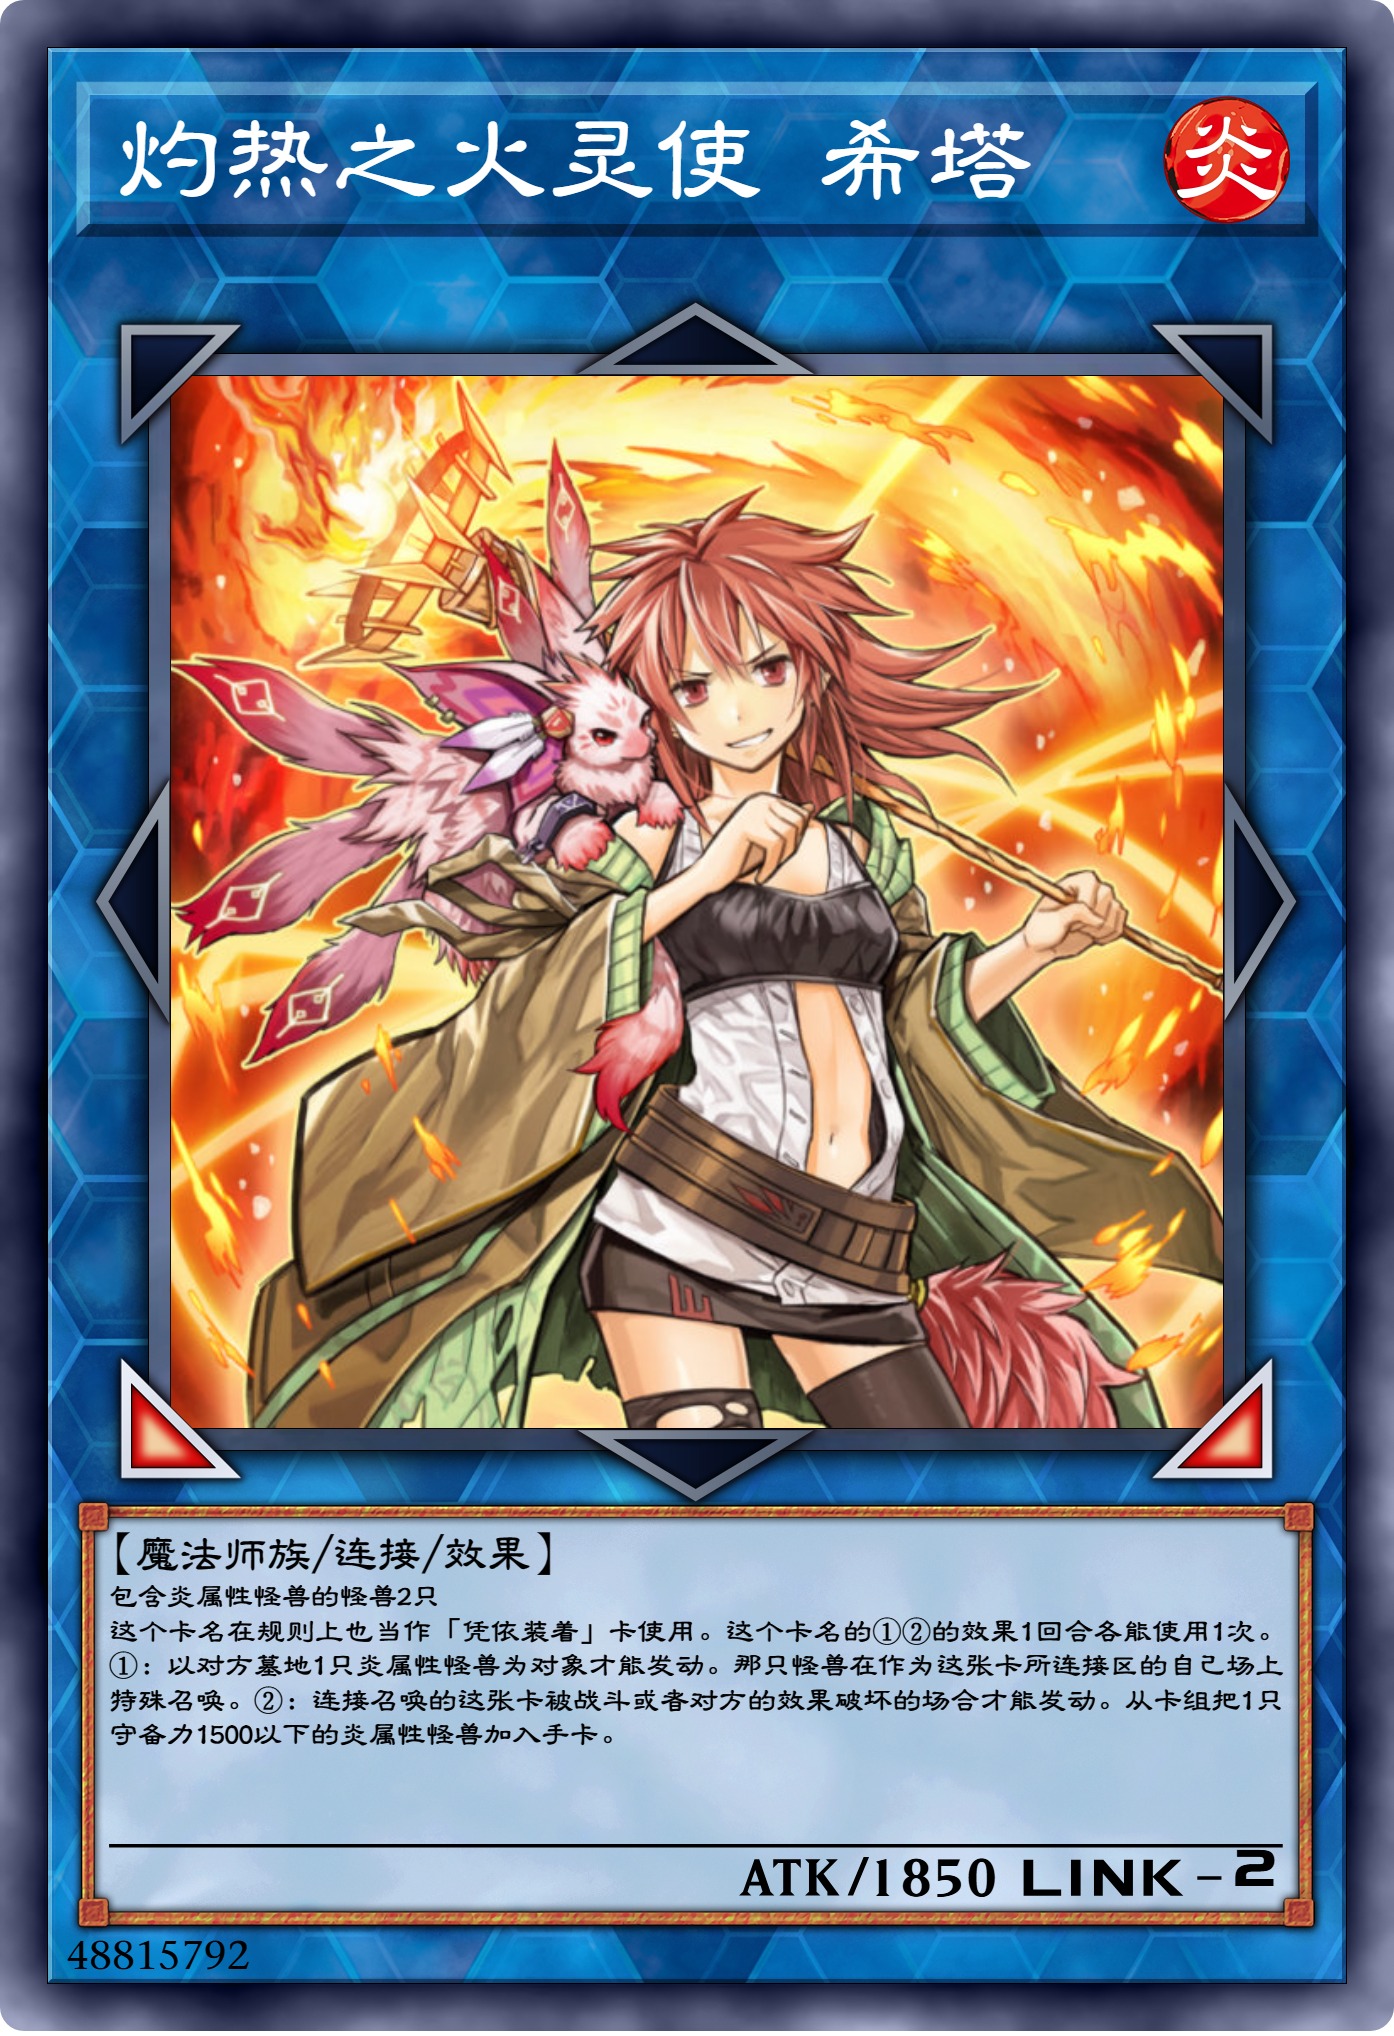 灼热之火灵使 希塔
炎
【魔法师族/连接/效果】
包含炎属性怪兽的怪兽2只
这个卡名在规则上也当作「凭依装着」卡使用。这个卡名的①②的效果1回合各能使用1次。
①：以对方墓地1只炎属性怪兽为对象才能发动。那只怪兽在作为这张卡所连接区的自己场上
特殊召唤。②：连接召唤的这张卡被战斗或者对方的效果破坏的场合才能发动。从卡组把1只
守备力1500以下的炎属性怪兽加入手卡。
ATK/1850 LINK-2
48815792